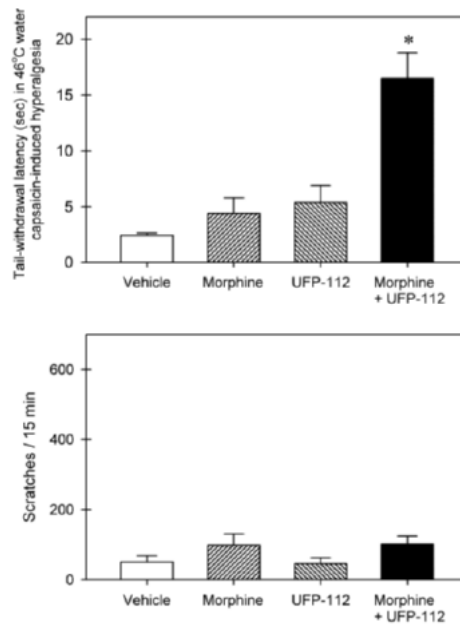 Tail-withdrawal latency (sec) in 46°C water
capsaicin-induced hyperalgesia
20
15
10
5
0
*
Vehicle
Morphine
UFP-112
Morphine
+ UFP-112
Scratches / 15 min
600
400
200
0
Vehicle
Morphine
UFP-112
Morphine
+ UFP-112